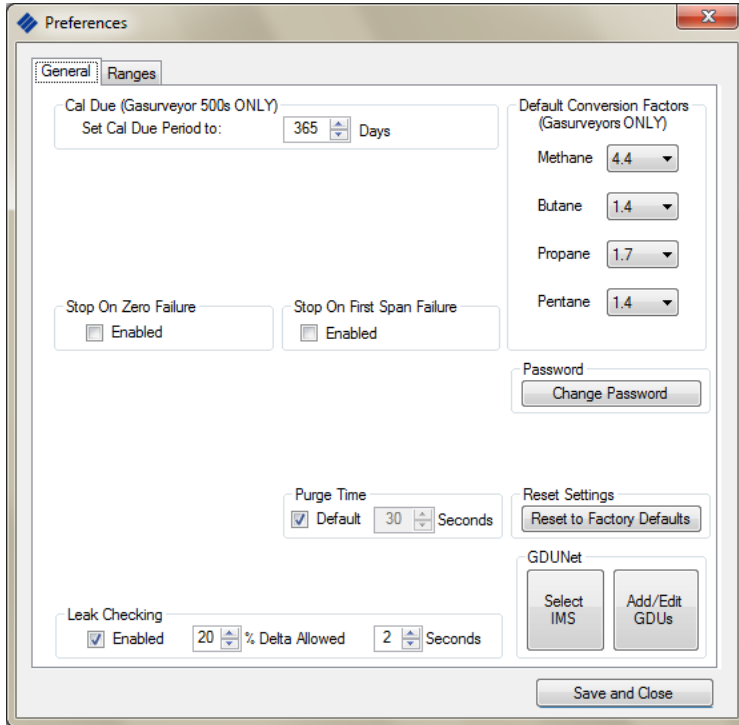 Preferences
x
General Ranges
Cal Due (Gasurveyor 500s ONLY)
Set Cal Due Period to: 365 Days
Default Conversion Factors
(Gasurveyors ONLY)
Methane 4.4
Butane 1.4
Propane 1.7
Pentane 1.4
Stop On Zero Failure
Enabled
Stop On First Span Failure
Enabled
Password
Change Password
Purge Time
Default 30 Seconds
Reset Settings
Reset to Factory Defaults
GDUNet
Select
IMS
Add/Edit
GDUs
Leak Checking
Enabled 20 % Delta Allowed 2 Seconds
Save and Close